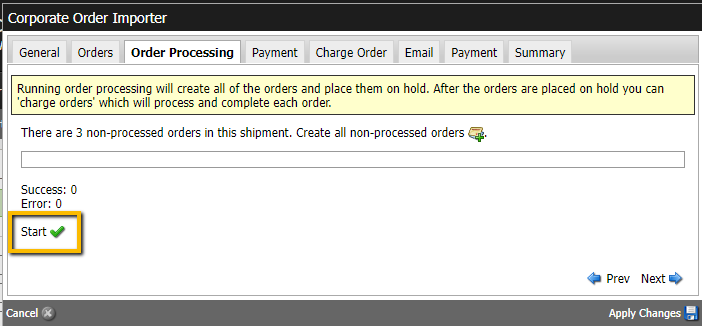 Corporate Order Importer
General Orders Order Processing Payment Charge Order Email Payment Summary
Running order processing will create all of the orders and place them on hold. After the orders are placed on hold you can
'charge orders' which will process and complete each order.
There are 3 non-processed orders in this shipment. Create all non-processed orders .
Success: 0
Error: 0
Start
Prev Next
Cancel Apply Changes